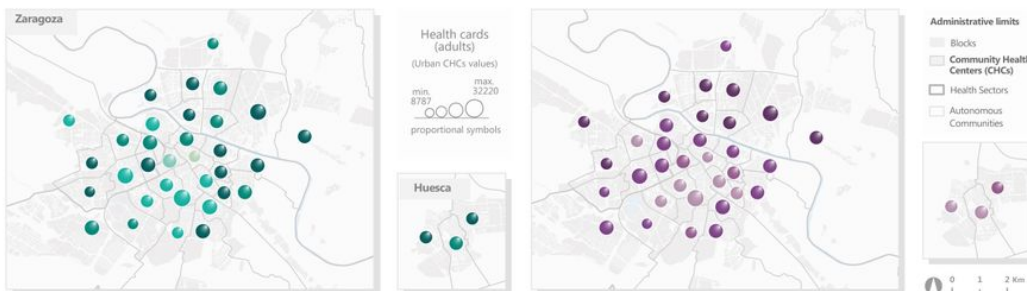 Zaragoza
Health cards
(adults)
(Urban CHCs values)
min.
8787
max.
32220
proportional symbols
Huesca
Administrative limits
Blocks
Community Health
Centers (CHCs)
Health Sectors
Autonomous
Communities
0 1 2 Km